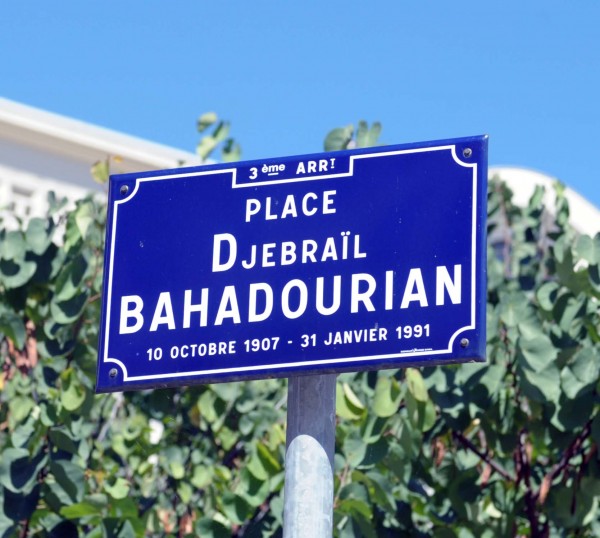 3ème ARRT
PLACE
DJEBRAÏL
BAHADOURIAN
10 OCTOBRE 1907 - 31 JANVIER 1991